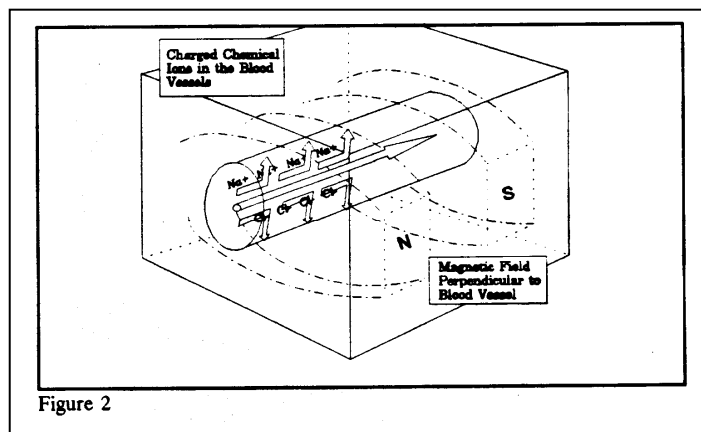 Charged Chemical
Ions in the Blood
Vessels
Na+
Na+
Na+
Cl-
Cl-
Cl-
N
S
Magnetic Field
Perpendicular to
Blood Vessel
Figure 2